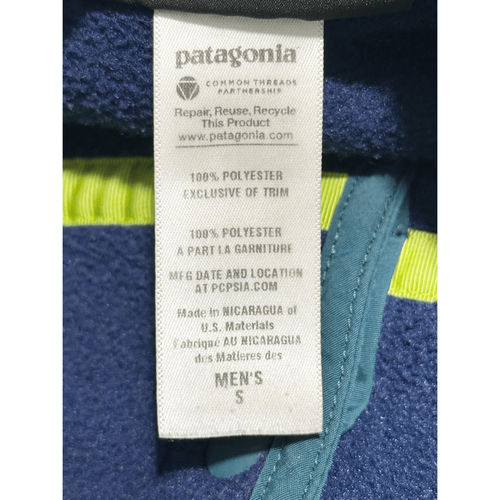 patagonia
COMMON THREADS
PARTNERSHIP
Repair, Reuse, Recycle
This Product
www.patagonia.com
100% POLYESTER
EXCLUSIVE OF TRIM
100% POLYESTER
A PART LA GARNITURE
MFG DATE AND LOCATION
AT PCPSIA.COM
Made in NICARAGUA of
U.S. Materials
Fabriqué AU NICARAGUA
des Matieres des
MEN'S
S